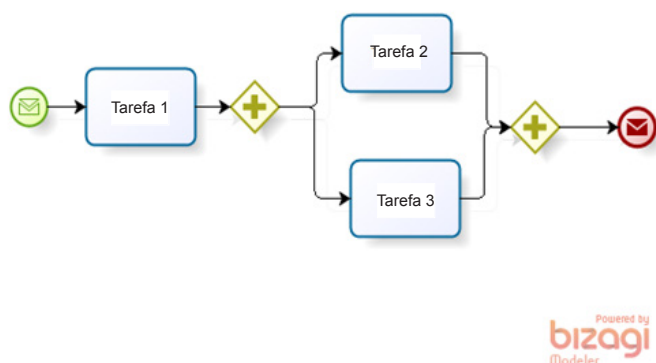 Tarefa 1
Tarefa 2
Tarefa 3
Powered by
bizagi
Modeler